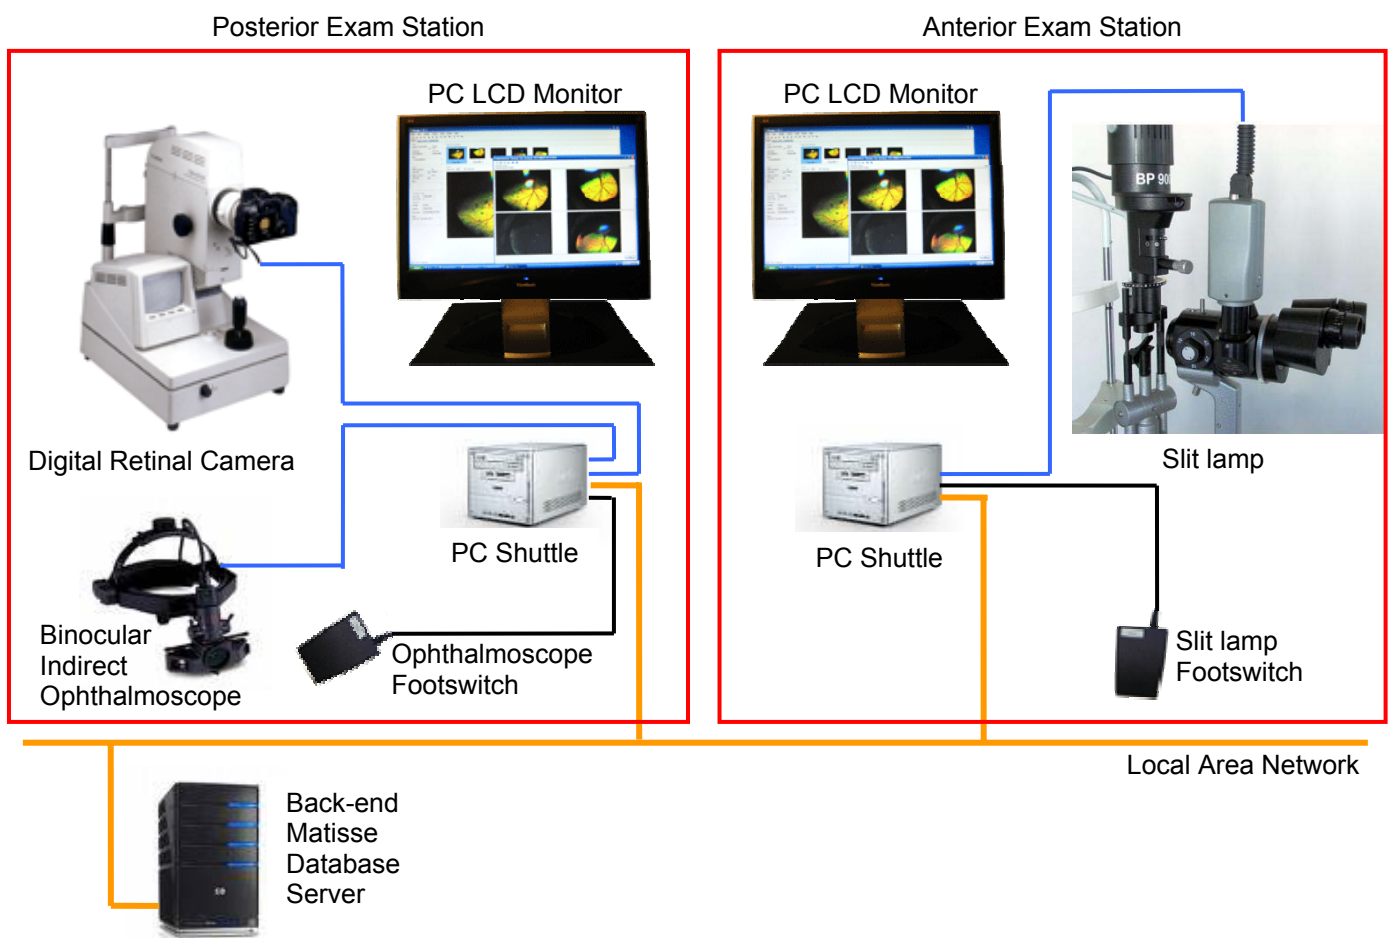 Posterior Exam Station
Anterior Exam Station
PC LCD Monitor
PC LCD Monitor
BP 900
Digital Retinal Camera
Slit lamp
PC Shuttle
PC Shuttle
Binocular
Indirect
Ophthalmoscope
Ophthalmoscope
Footswitch
Slit lamp
Footswitch
Local Area Network
Back-end
Matisse
Database
Server